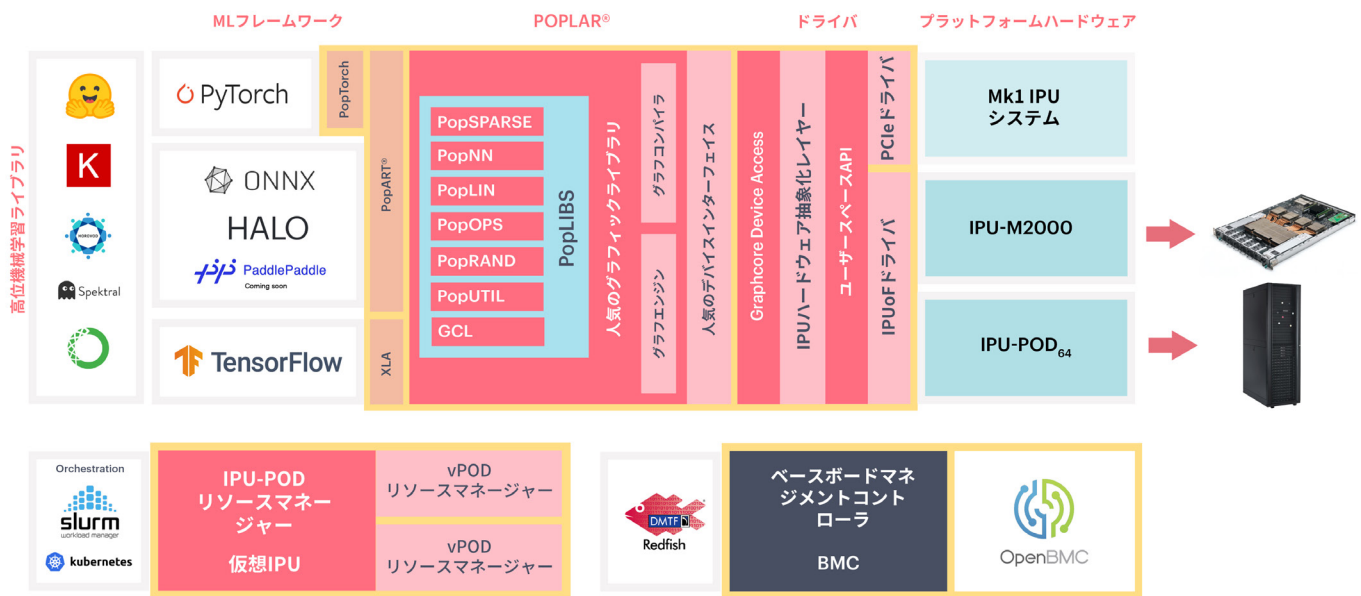 MLフレームワーク
POPLAR®
ドライバ
プラットフォームハードウェア
高位機械学習ライブラリ
K
HOROVOD
Spektral
PyTorch
PopTorch
ONNX
HALO
PaddlePaddle
Coming soon
TensorFlow
PopART®
XLA
PopSPARSE
PopNN
PopLIN
PopOPS
PopRAND
PopUTIL
GCL
PopLIBS
人気のグラフィックライブラリ
グラフコンパイラ
グラフエンジン
人気のデバイスインターフェイス
Graphcore Device Access
IPUハードウェア抽象化レイヤー
ユーザースペースAPI
PCIeドライバ
IPUoFドライバ
Mk1 IPU
システム
IPU-M2000
IPU-POD64
Orchestration
slurm
workload manager
kubernetes
IPU-POD
リソースマネー
ジャー
仮想IPU
vPOD
リソースマネージャー
vPOD
リソースマネージャー
DMTF
Redfish
ベースボードマネ
ジメントコント
ローラ
BMC
OpenBMC